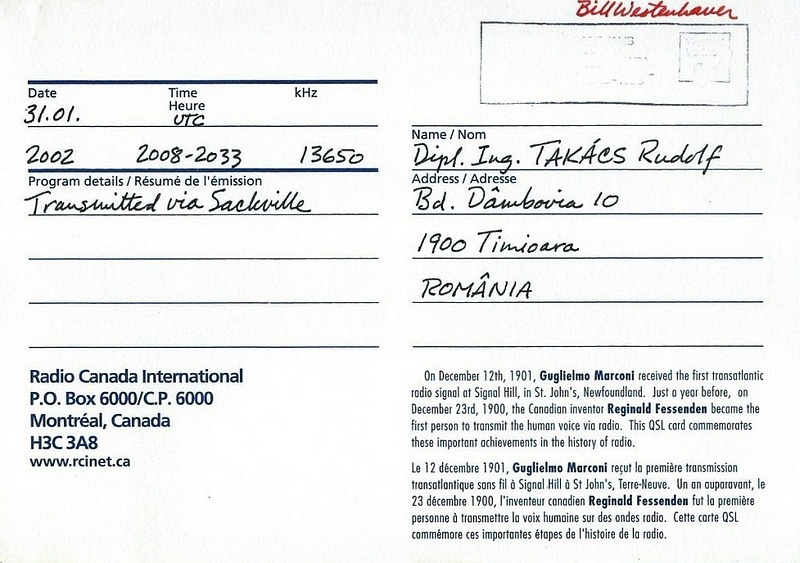 Bill Westenhaver
Date Time kHz
Heure
31.01. UTC
2002 2008-2033 13650
Program details / Résumé de l'émission
Transmitted via Sackville
Radio Canada International
P.O. Box 6000/C.P. 6000
Montréal, Canada
H3C 3A8
www.rcinet.ca
Name / Nom
Dipl. Ing. TAKÁCS Rudolf
Address / Adresse
Bd. Dâmbovia 10
1900 Timioara
ROMÂNIA
On December 12th, 1901, Guglielmo Marconi received the first transatlantic
radio signal at Signal Hill, in St. John's, Newfoundland. Just a year before, on
December 23rd, 1900, the Canadian inventor Reginald Fessenden became the
first person to transmit the human voice via radio. This QSL card commemorates
these important achievements in the history of radio.
Le 12 décembre 1901, Guglielmo Marconi reçut la première transmission
transatlantique sans fil à Signal Hill à St John's, Terre-Neuve. Un an auparavant, le
23 décembre 1900, l'inventeur canadien Reginald Fessenden fut la première
personne à transmettre la voix humaine sur des ondes radio. Cette carte QSL
commémore ces importantes étapes de l'histoire de la radio.